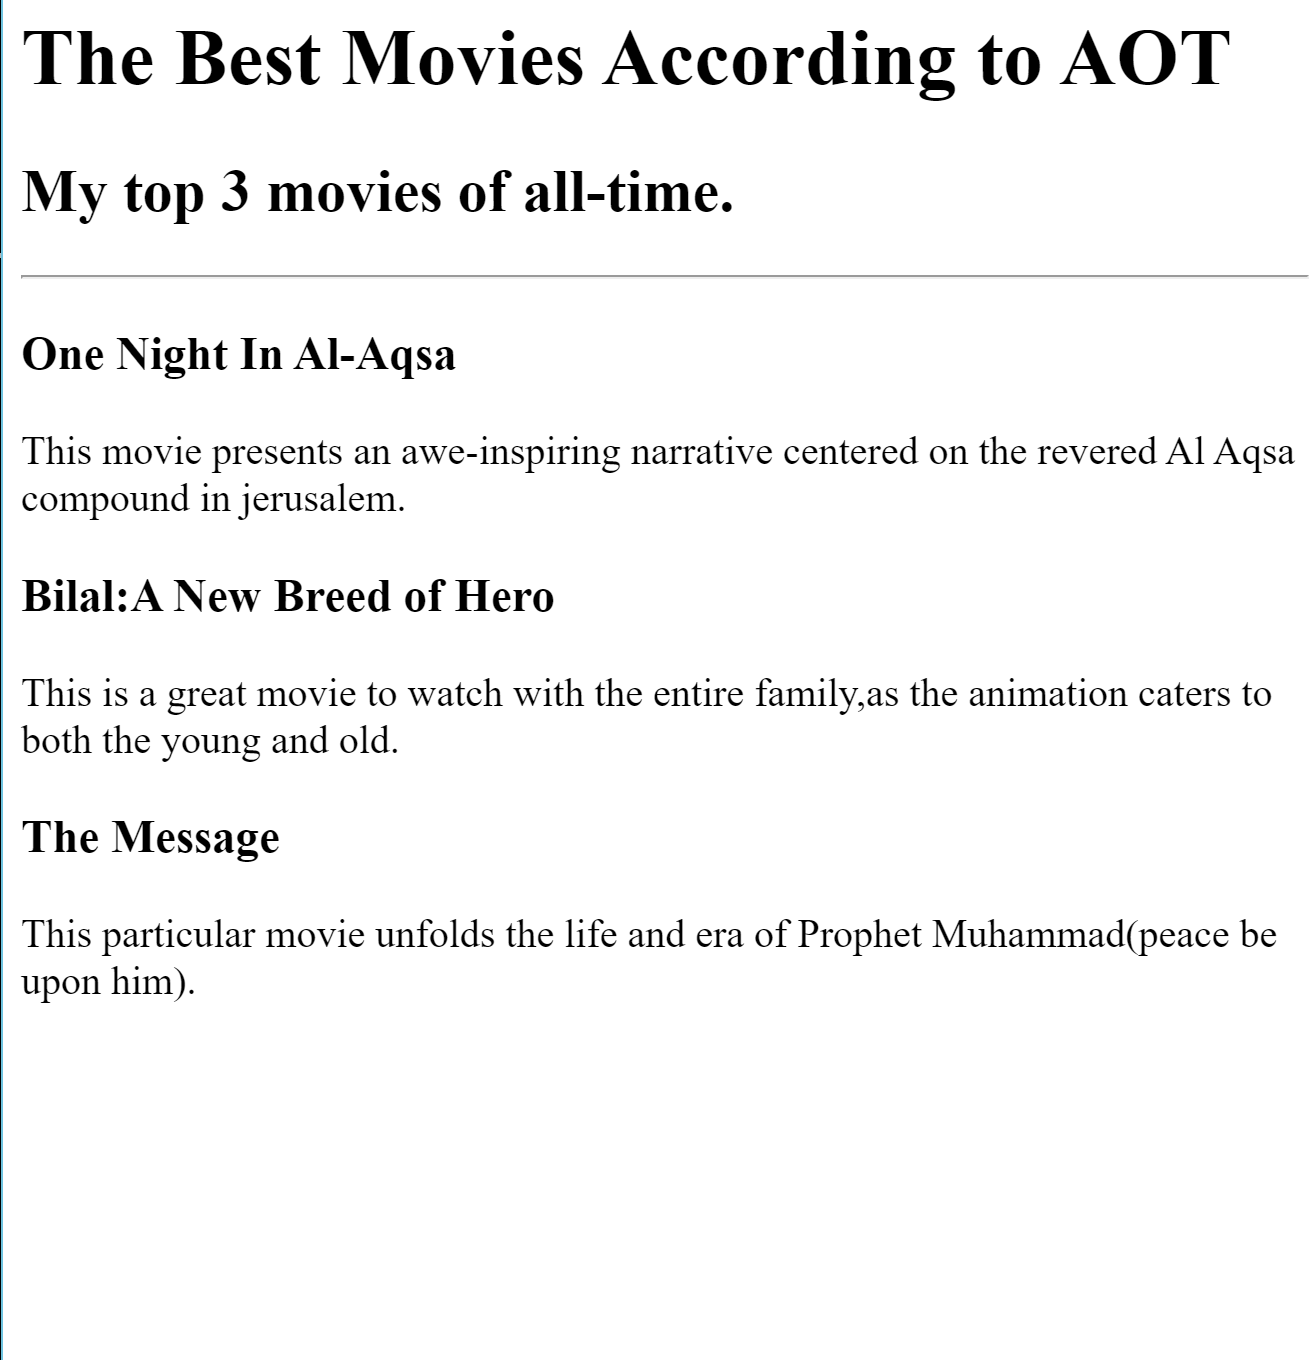 The Best Movies According to AOT
My top 3 movies of all-time.
One Night In Al-Aqsa
This movie presents an awe-inspiring narrative centered on the revered Al Aqsa
compound in jerusalem.
Bilal:A New Breed of Hero
This is a great movie to watch with the entire family,as the animation caters to
both the young and old.
The Message
This particular movie unfolds the life and era of Prophet Muhammad(peace be
upon him).